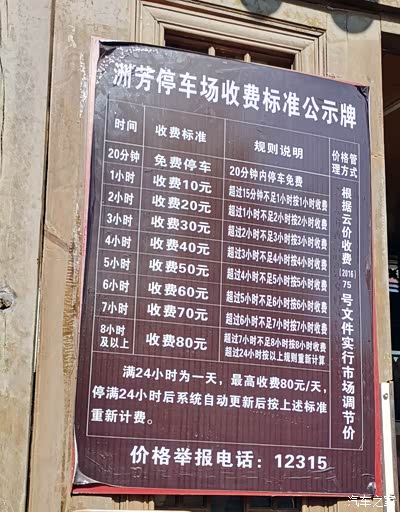 洲芳停车场收费标准公示牌
时间 收费标准 规则说明 价格管理方式
20分钟 免费停车 20分钟内停车免费
1小时 收费10元 超过15分钟不足1小时按1小时收费
2小时 收费20元 超过1小时不足2小时按2小时收费
3小时 收费30元 超过2小时不足3小时按3小时收费
4小时 收费40元 超过3小时不足4小时按4小时收费
5小时 收费50元 超过4小时不足5小时按5小时收费
6小时 收费60元 超过5小时不足6小时按6小时收费
7小时 收费70元 超过6小时不足7小时按7小时收费
8小时及以上 收费80元 超过7小时不足8小时按8小时收费
超过24小时按以上规则重新计算
根据云价收费[2016]75号文件实行市场调节价
满24小时为一天，最高收费80元/天，
停满24小时后系统自动更新后按上述标准
重新计费。
价格举报电话：12315
汽车之家